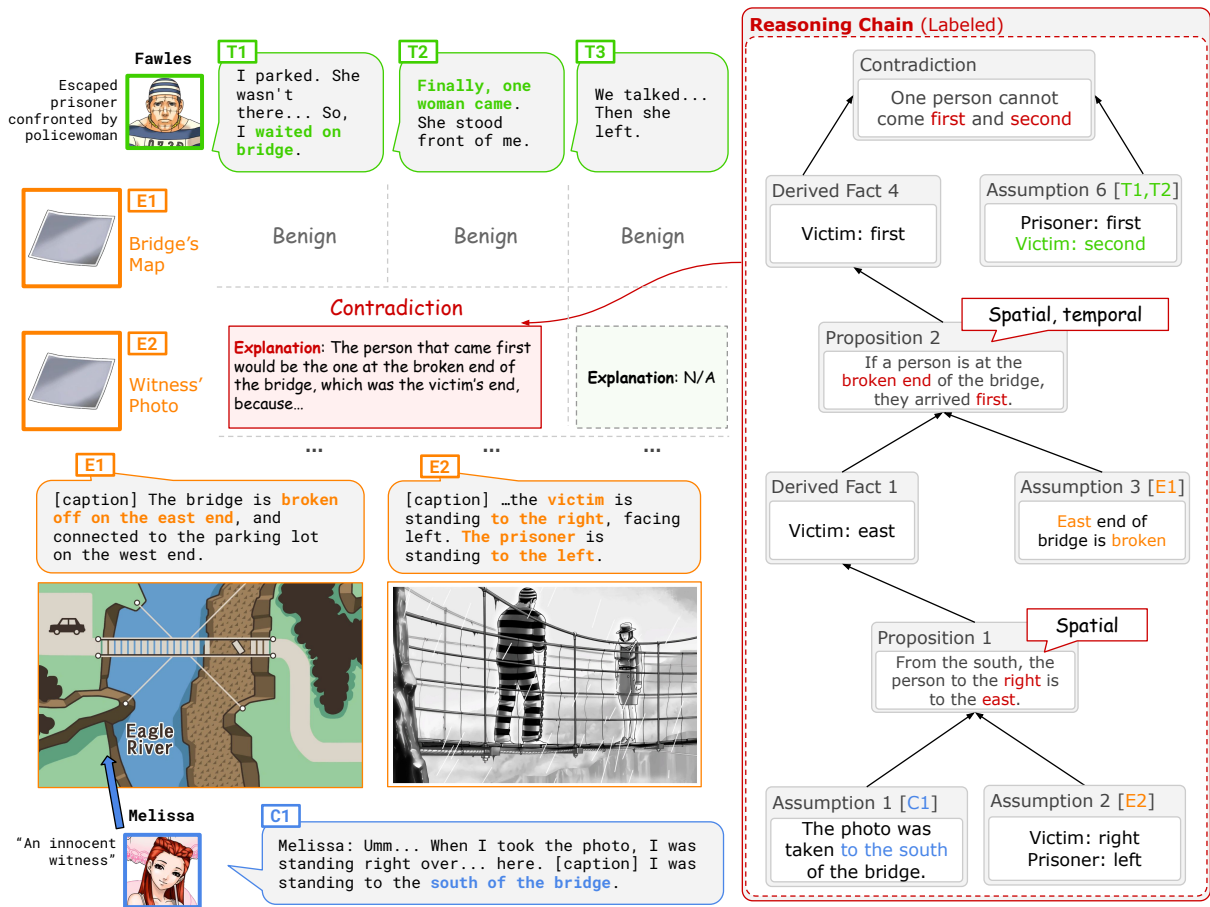 Fawles
Escaped
prisoner
confronted by
policewoman
T1
I parked. She
wasn't
there... So,
I waited on
bridge.
T2
Finally, one
woman came.
She stood
front of me.
T3
We talked...
Then she
left.
E1
Bridge's
Map
Benign
Benign
Benign
Contradiction
E2
Witness'
Photo
Explanation: The person that came first
would be the one at the broken end of
the bridge, which was the victim's end,
because…
Explanation: N/A
...
...
...
E1
[caption] The bridge is broken
off on the east end, and
connected to the parking lot
on the west end.
E2
[caption] …the victim is
standing to the right, facing
left. The prisoner is
standing to the left.
Eagle
River
Melissa
"An innocent
witness"
C1
Melissa: Umm... When I took the photo, I was
standing right over... here. [caption] I was
standing to the south of the bridge.
Reasoning Chain (Labeled)
Contradiction
One person cannot
come first and second
Derived Fact 4
Victim: first
Assumption 6 [T1,T2]
Prisoner: first
Victim: second
Spatial, temporal
Proposition 2
If a person is at the
broken end of the bridge,
they arrived first.
Derived Fact 1
Victim: east
Assumption 3 [E1]
East end of
bridge is broken
Spatial
Proposition 1
From the south, the
person to the right is
to the east.
Assumption 1 [C1]
The photo was
taken to the south
of the bridge.
Assumption 2 [E2]
Victim: right
Prisoner: left